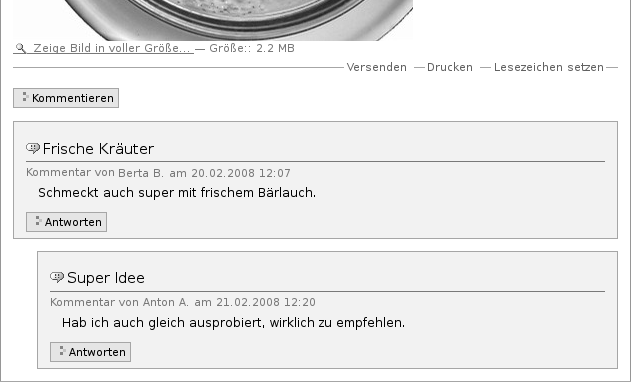 Zeige Bild in voller Größe... — Größe:: 2.2 MB
Versenden — Drucken — Lesezeichen setzen
Kommentieren
Frische Kräuter
Kommentar von Berta B. am 20.02.2008 12:07
Schmeckt auch super mit frischem Bärlauch.
Antworten
Super Idee
Kommentar von Anton A. am 21.02.2008 12:20
Hab ich auch gleich ausprobiert, wirklich zu empfehlen.
Antworten